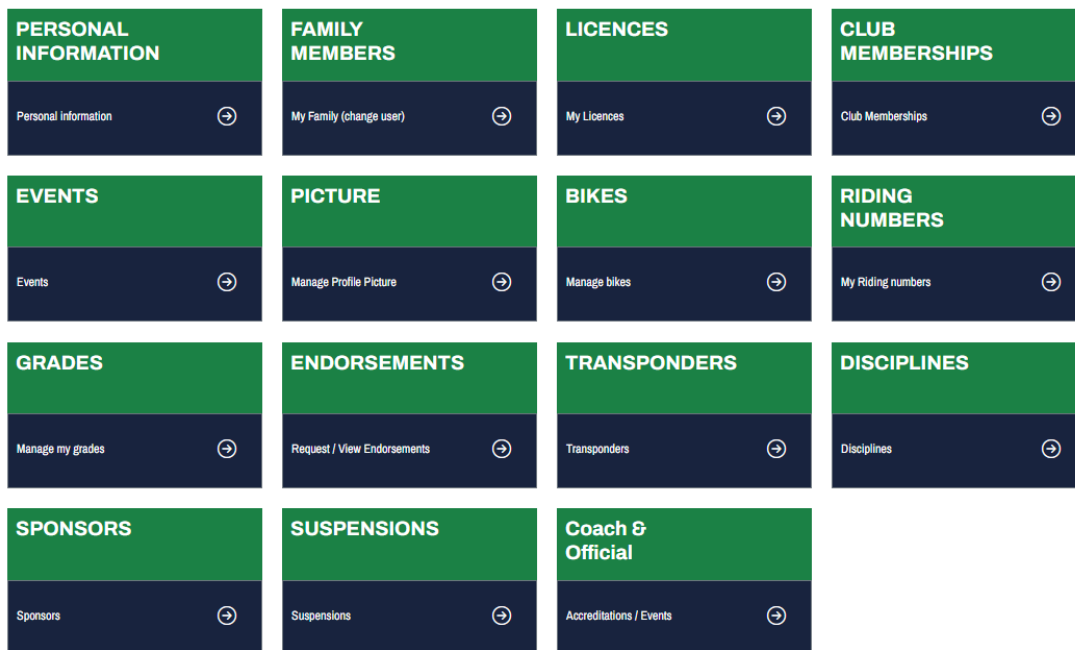 PERSONAL
INFORMATION
Personal information
FAMILY
MEMBERS
My Family (change user)
LICENCES
My Licences
CLUB
MEMBERSHIPS
Club Memberships
EVENTS
Events
PICTURE
Manage Profile Picture
BIKES
Manage bikes
RIDING
NUMBERS
My Riding numbers
GRADES
Manage my grades
ENDORSEMENTS
Request / View Endorsements
TRANSPONDERS
Transponders
DISCIPLINES
Disciplines
SPONSORS
Sponsors
SUSPENSIONS
Suspensions
Coach &
Official
Accreditations / Events